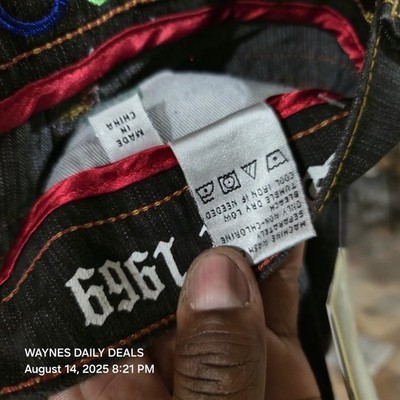 MADE IN
CHINA
MACHINE WASH
SEPARATELY
ONLY NON-CHLORINE
BLEACH
TUMBLE DRY LOW
COOL IRON IF NEEDED
1969
WAYNES DAILY DEALS
August 14, 2025 8:21 PM